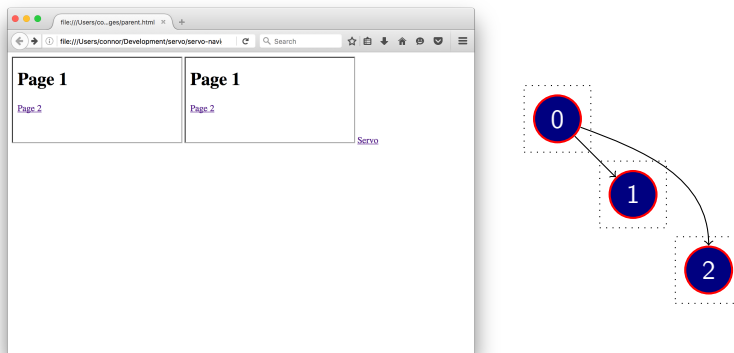 file:///Users/co...ges/parent.html
file:///Users/connor/Development/servo/servo-navi
Search
Page 1
Page 2
Page 1
Page 2
Servo
0
1
2